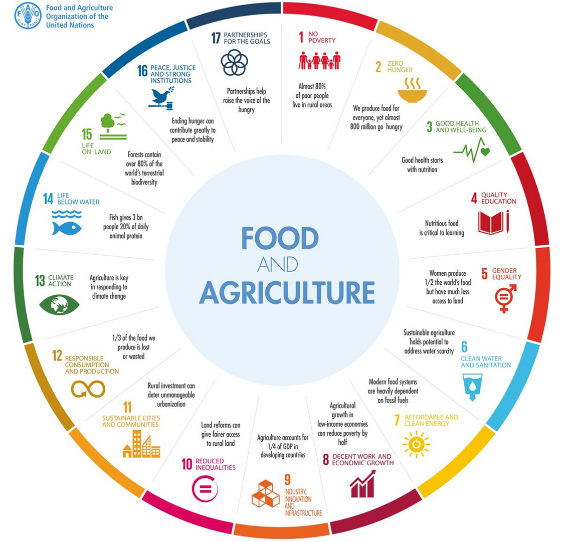 FAO
Food and Agriculture
Organization of the
United Nations
1 NO
POVERTY
Almost 80%
of poor people
live in rural areas
2 ZERO
HUNGER
We produce food for
everyone, yet almost
800 million go hungry
3 GOOD HEALTH
AND WELL-BEING
Good health starts
with nutrition
4 QUALITY
EDUCATION
Nutritious food
is critical to learning
5 GENDER
EQUALITY
Women produce
1/2 the world's food
but have much less
access to land
6
CLEAN WATER
AND SANITATION
Sustainable agriculture
holds potential to
address water scarcity
7 AFFORDABLE AND
CLEAN ENERGY
Modern food systems
are heavily dependent
on fossil fuels
8 DECENT WORK AND
ECONOMIC GROWTH
Agricultural
growth in
low-income economies
can reduce poverty by
half
9
INDUSTRY,
INNOVATION
AND
INFRASTRUCTURE
Agriculture accounts for
1/4 of GDP in
developing countries
10 REDUCED
INEQUALITIES
Land reforms can
give fairer access
to rural land
11
SUSTAINABLE CITIES
AND COMMUNITIES
Rural investment can
deter unmanageable
urbanization
12 RESPONSIBLE
CONSUMPTION
AND PRODUCTION
1/3 of the food we
produce is lost
or wasted
13 CLIMATE
ACTION
Agriculture is key
in responding to
climate change
14 LIFE
BELOW WATER
Fish gives 3 bn
people 20% of daily
animal protein
15
LIFE
ON LAND
Forests contain
over 80% of the
world's terrestrial
biodiversity
16 PEACE, JUSTICE
AND STRONG
INSTITUTIONS
Ending hunger can
contribute greatly to
peace and stability
17 PARTNERSHIPS
FOR THE GOALS
Partnerships help
raise the voice of the
hungry
FOOD
AND
AGRICULTURE